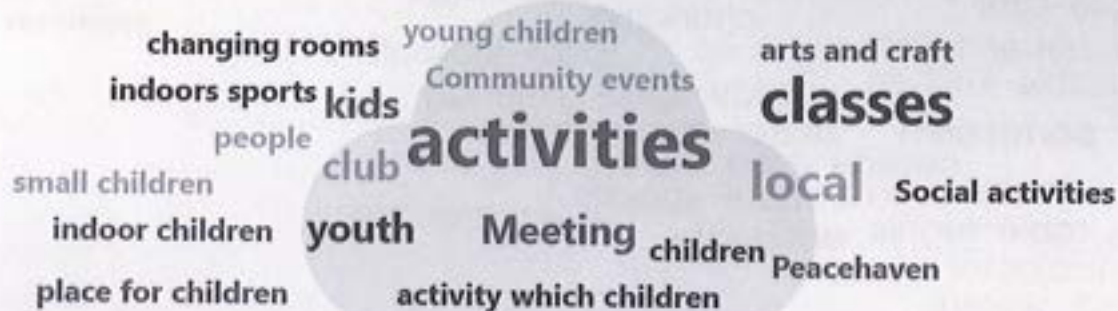 changing rooms young children arts and craft
indoors sports kids Community events classes
people club activities
small children local Social activities
indoor children youth Meeting children
Peacehaven
place for children activity which children